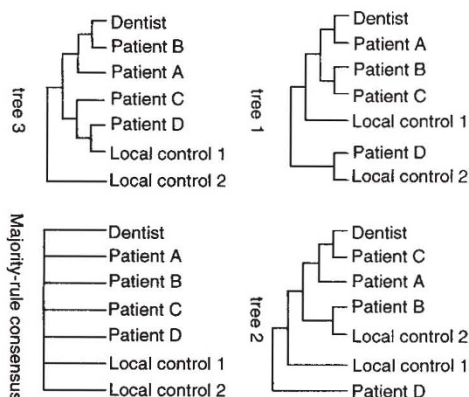 Dentist
Patient B
Patient A
Patient C
Patient D
Local control 1
Local control 2
tree 3
Dentist
Patient A
Patient B
Patient C
Local control 1
Patient D
Local control 2
tree 1
Dentist
Patient A
Patient B
Patient C
Patient D
Local control 1
Local control 2
Majority-rule consensus
Dentist
Patient C
Patient A
Patient B
Local control 2
Local control 1
Patient D
tree 2